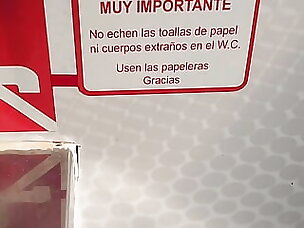 MUY IMPORTANTE
No echen las toallas de papel
ni cuerpos extraños en el W.C.
Usen las papeleras
Gracias